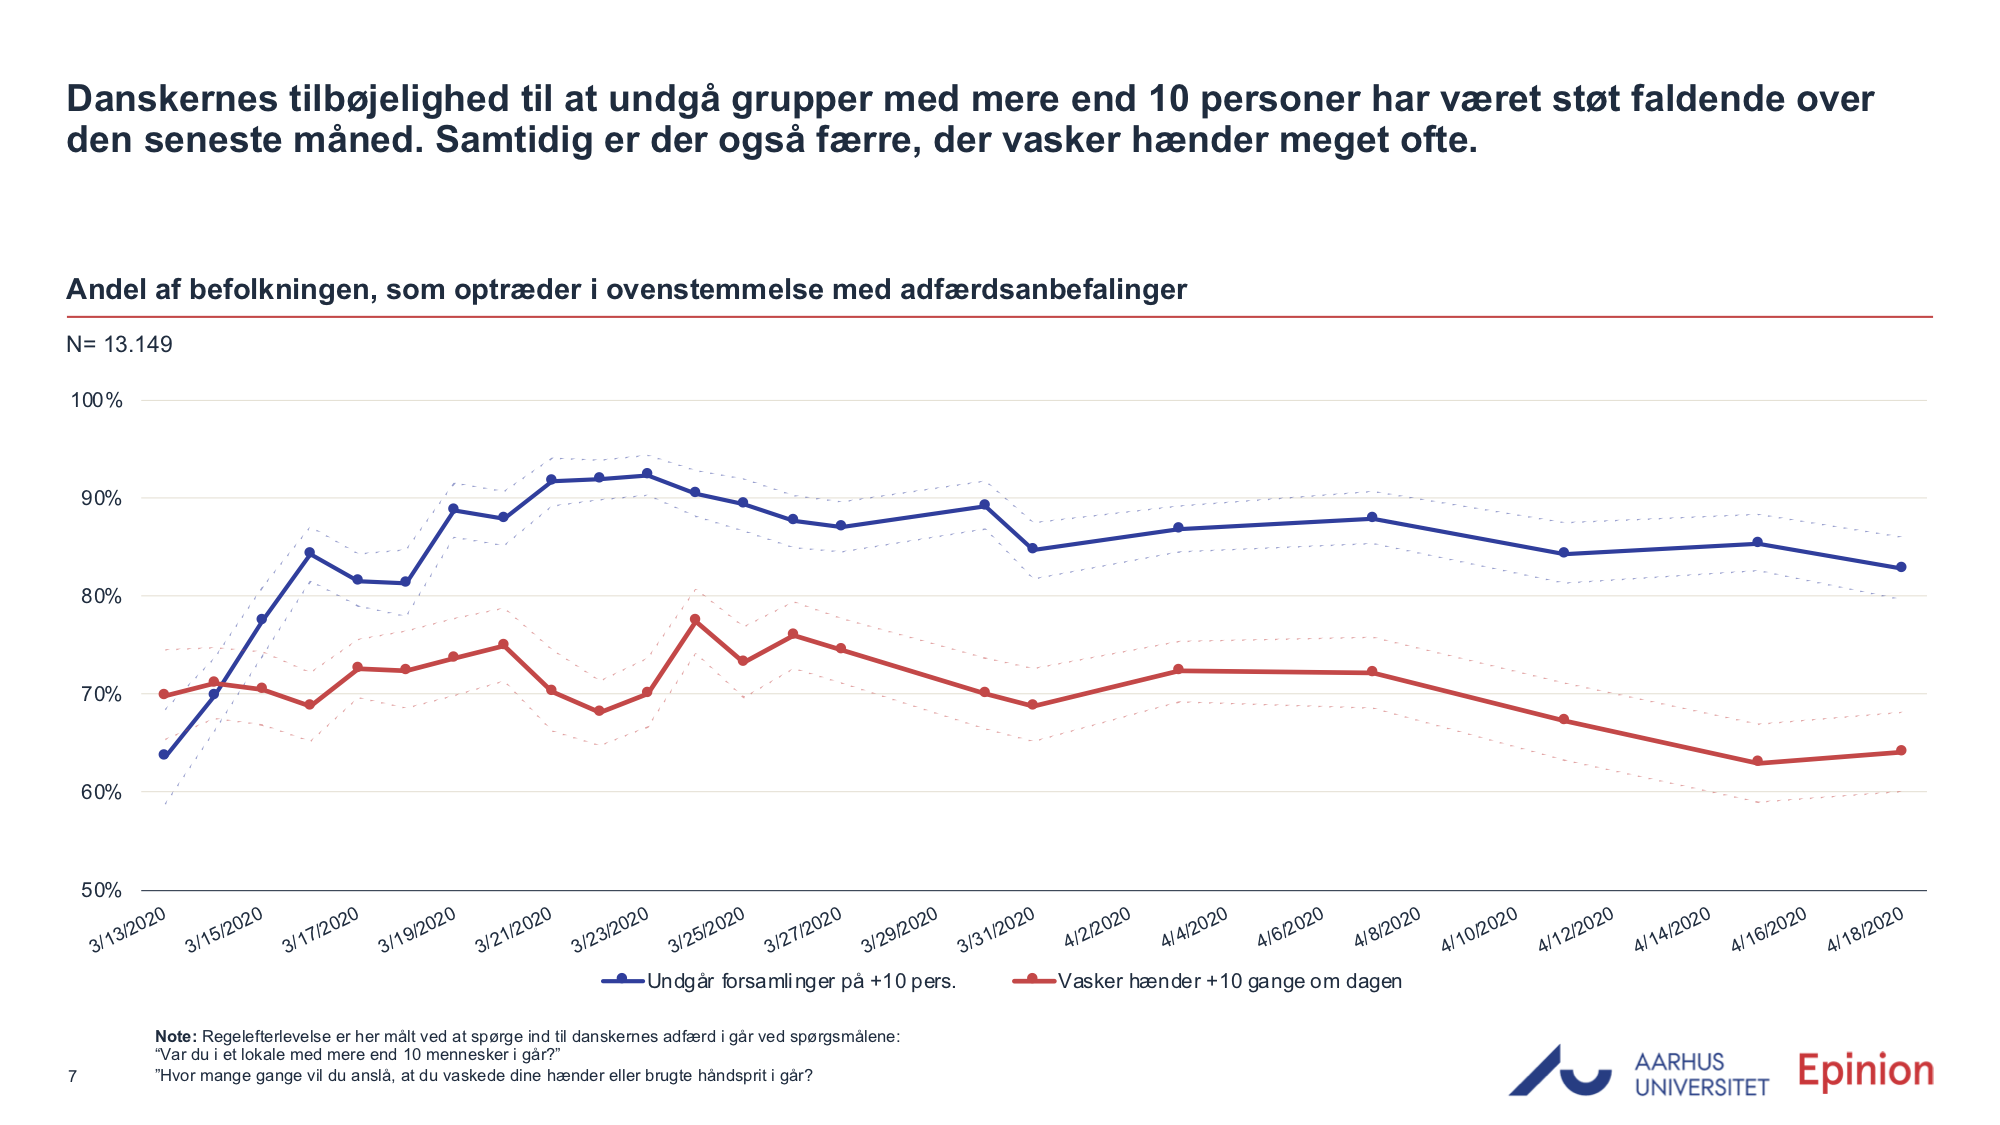 Danskernes tilbøjelighed til at undgå grupper med mere end 10 personer har været støt faldende over
den seneste måned. Samtidig er der også færre, der vasker hænder meget ofte.
Andel af befolkningen, som optræder i ovenstemmelse med adfærdsanbefalinger
N= 13.149
100%
90%
80%
70%
60%
50%
3/13/2020
3/15/2020
3/17/2020
3/19/2020
3/21/2020
3/23/2020
3/25/2020
3/27/2020
3/29/2020
3/31/2020
4/2/2020
4/4/2020
4/6/2020
4/8/2020
4/10/2020
4/12/2020
4/14/2020
4/16/2020
4/18/2020
Undgår forsamlinger på +10 pers.
Vasker hænder +10 gange om dagen
Note: Regelefterlevelse er her målt ved at spørge ind til danskernes adfærd i går ved spørgsmålene:
“Var du i et lokale med mere end 10 mennesker i går?”
”Hvor mange gange vil du anslå, at du vaskede dine hænder eller brugte håndsprit i går?
7
AARHUS
UNIVERSITET
Epinion